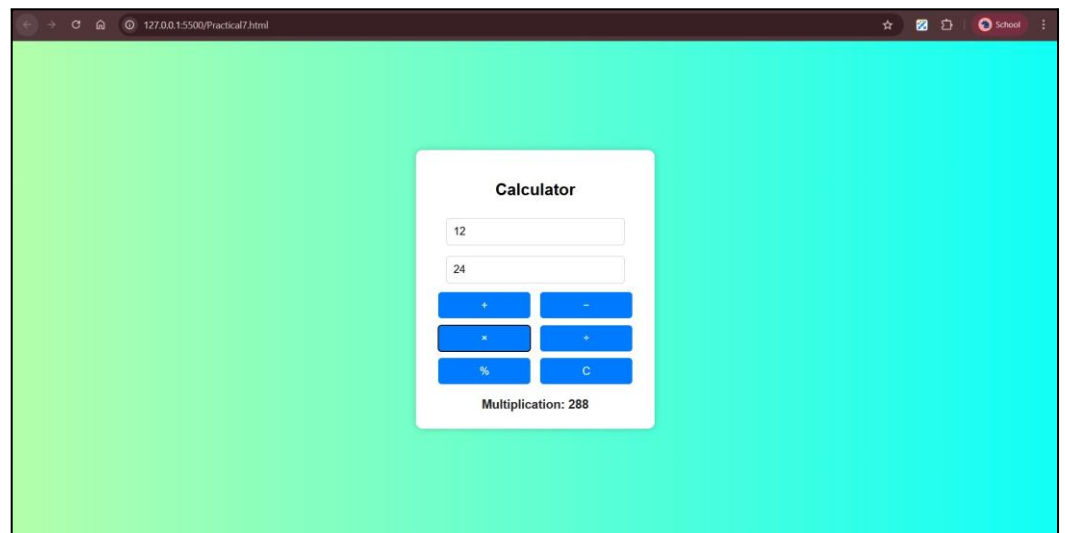 127.0.0.1:5500/Practical7.html
School
Calculator
12
24
+ −
× ÷
% C
Multiplication: 288